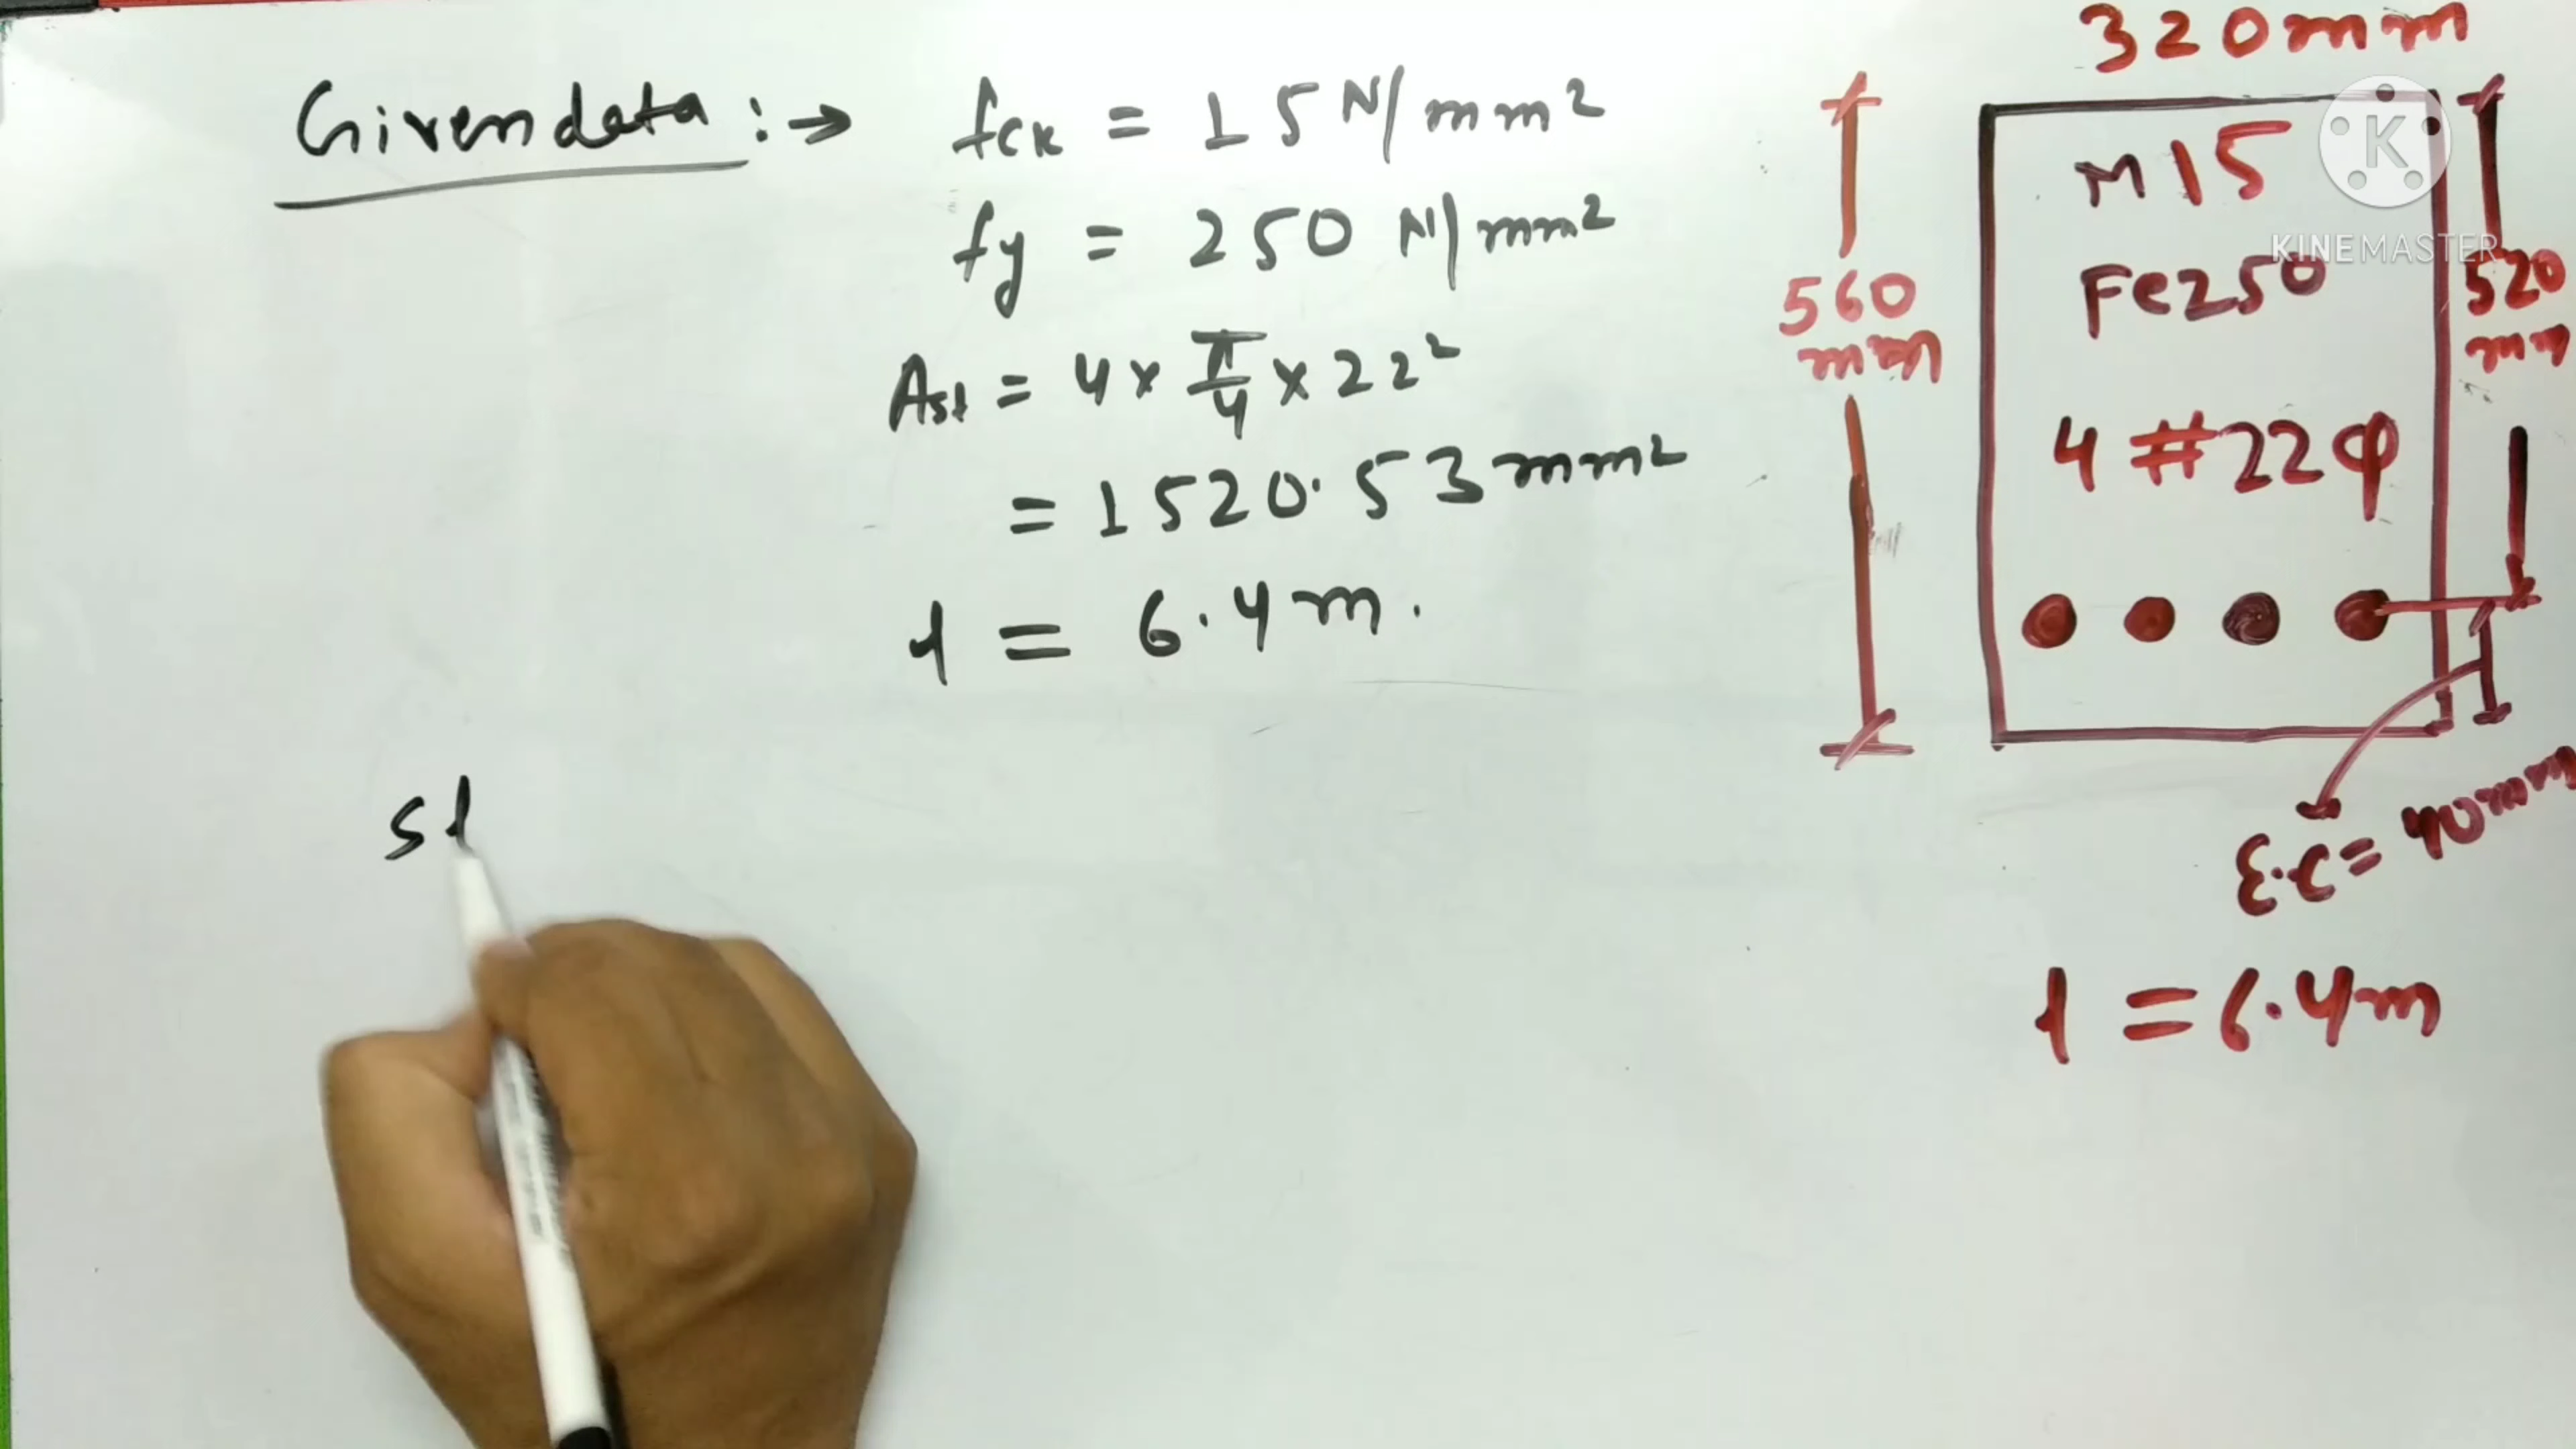 Given data :→ fck = 15 N/mm²
fy = 250 N/mm²
Ast = 4 × π/4 × 22²
= 1520.53 mm²
l = 6.4 m.
st
320mm
M15
K
KINEMASTER
Fe250
560
mm
520
mm
4 # 22 φ
E.C = 40mm
l = 6.4m